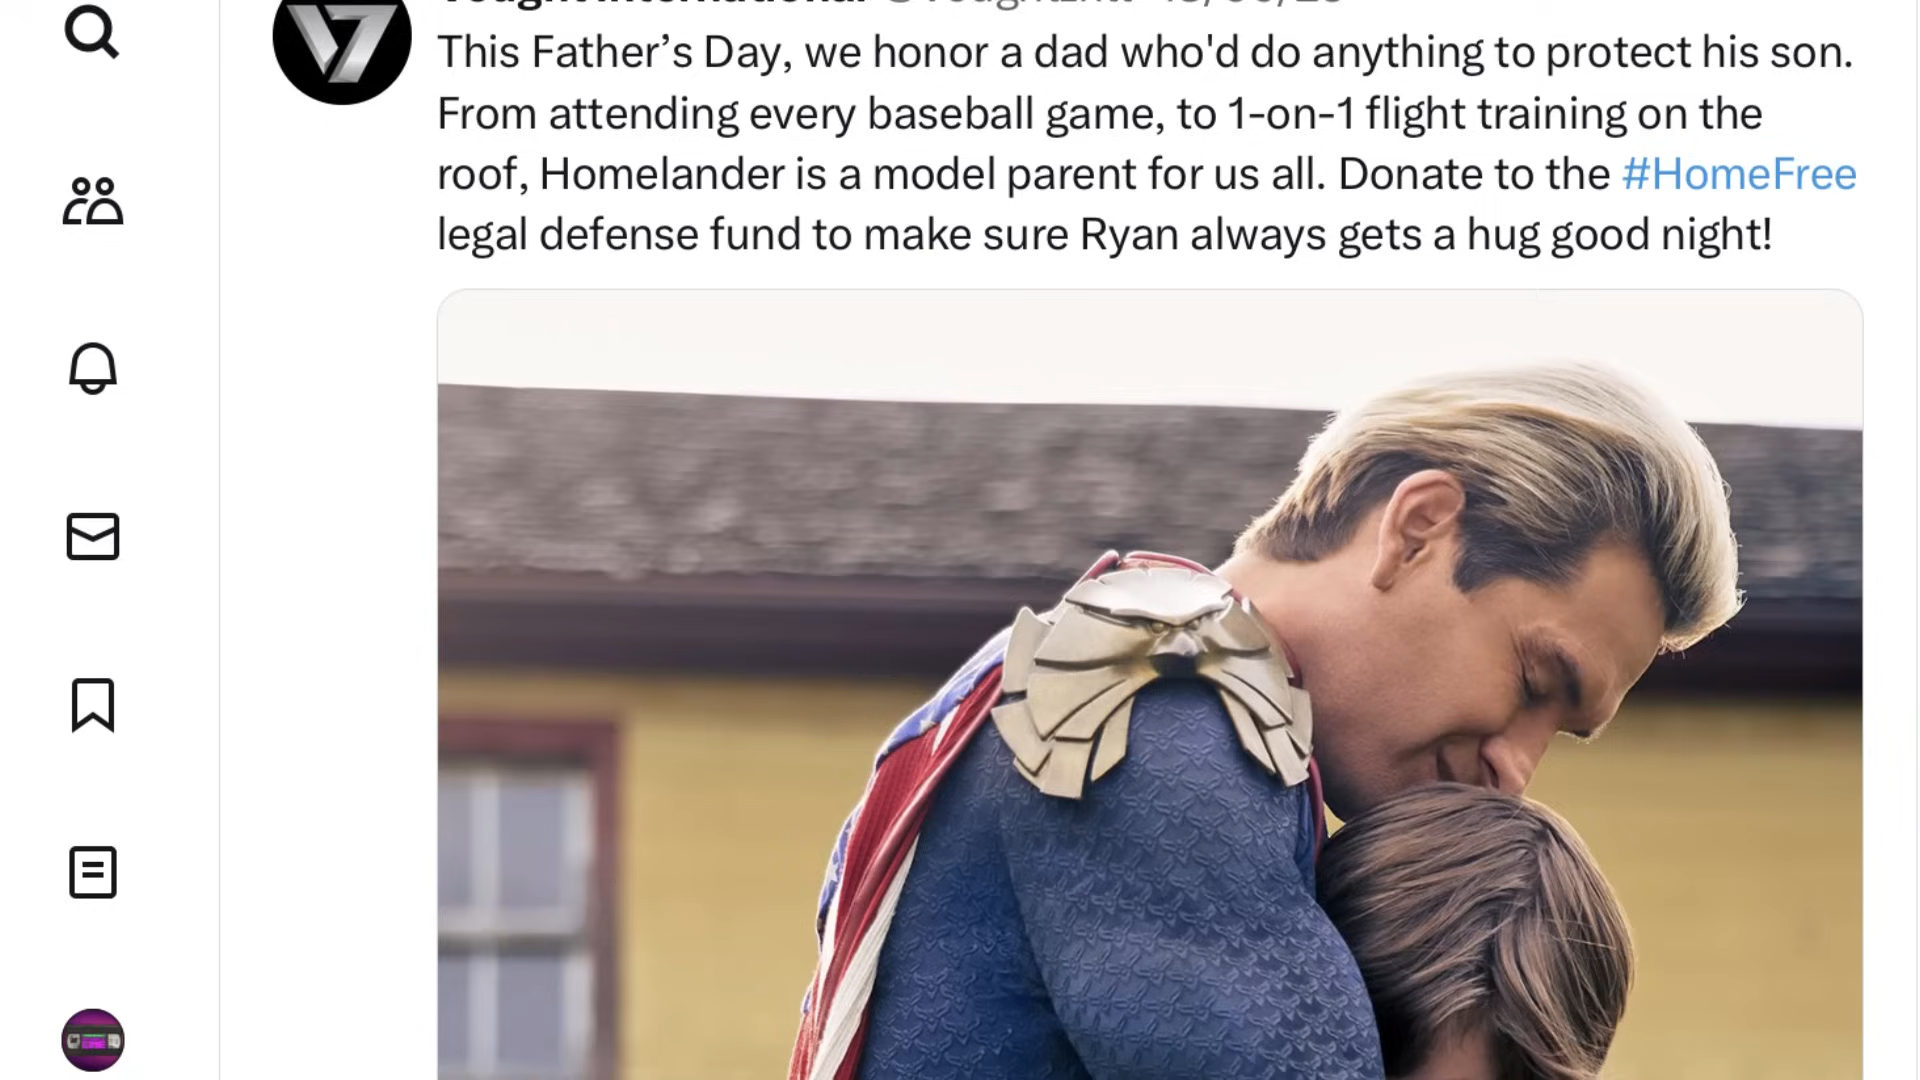 Vought International
This Father’s Day, we honor a dad who'd do anything to protect his son.
From attending every baseball game, to 1-on-1 flight training on the
roof, Homelander is a model parent for us all. Donate to the #HomeFree
legal defense fund to make sure Ryan always gets a hug good night!